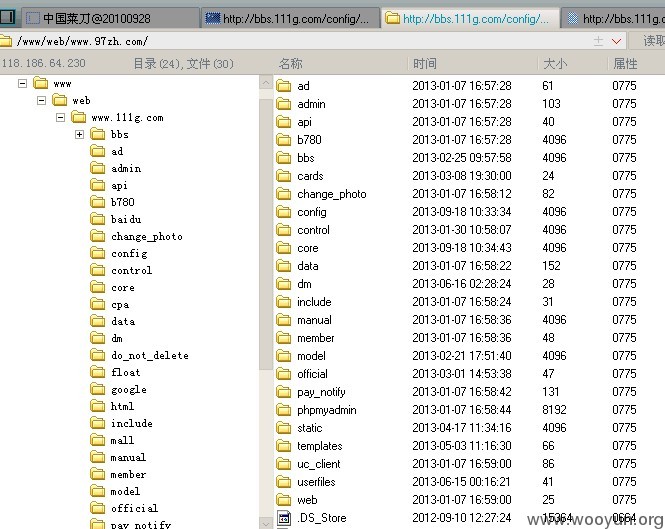 中国菜刀@20100928 http://bbs.111g.com/config/... http://bbs.111g.com/config/... http://bbs.111g.co
/www/web/www.97zh.com/ 读取
118.186.64.230 目录(24),文件(30) 名称 时间 大小 属性
www
web
www.111g.com
bbs
ad
admin
api
b780
baidu
change_photo
config
control
core
cpa
data
dm
do_not_delete
float
google
html
include
mall
manual
member
model
official
pay_notify
ad 2013-01-07 16:57:28 61 0775
admin 2013-01-07 16:57:28 103 0775
api 2013-01-07 16:57:28 40 0775
b780 2013-01-07 16:57:28 4096 0775
bbs 2013-02-25 09:57:58 4096 0775
cards 2013-03-08 19:30:00 24 0775
change_photo 2013-01-07 16:58:12 82 0775
config 2013-09-18 10:33:34 4096 0775
control 2013-01-30 10:58:07 4096 0775
core 2013-09-18 10:34:43 4096 0775
data 2013-01-07 16:58:22 152 0775
dm 2013-06-16 02:28:24 28 0775
include 2013-01-07 16:58:24 31 0775
manual 2013-01-07 16:58:36 4096 0775
member 2013-01-07 16:58:36 48 0775
model 2013-02-21 17:51:40 4096 0775
official 2013-03-01 14:53:38 47 0775
pay_notify 2013-01-07 16:58:42 131 0775
phpmyadmin 2013-01-07 16:58:44 8192 0775
static 2013-04-17 11:34:16 4096 0775
templates 2013-05-03 11:16:30 66 0775
uc_client 2013-01-07 16:59:00 86 0775
userfiles 2013-06-15 00:16:21 41 0775
web 2013-01-07 16:59:00 25 0775
.DS_Store 2012-09-10 12:27:24 15364 0664
www.wooyun.org